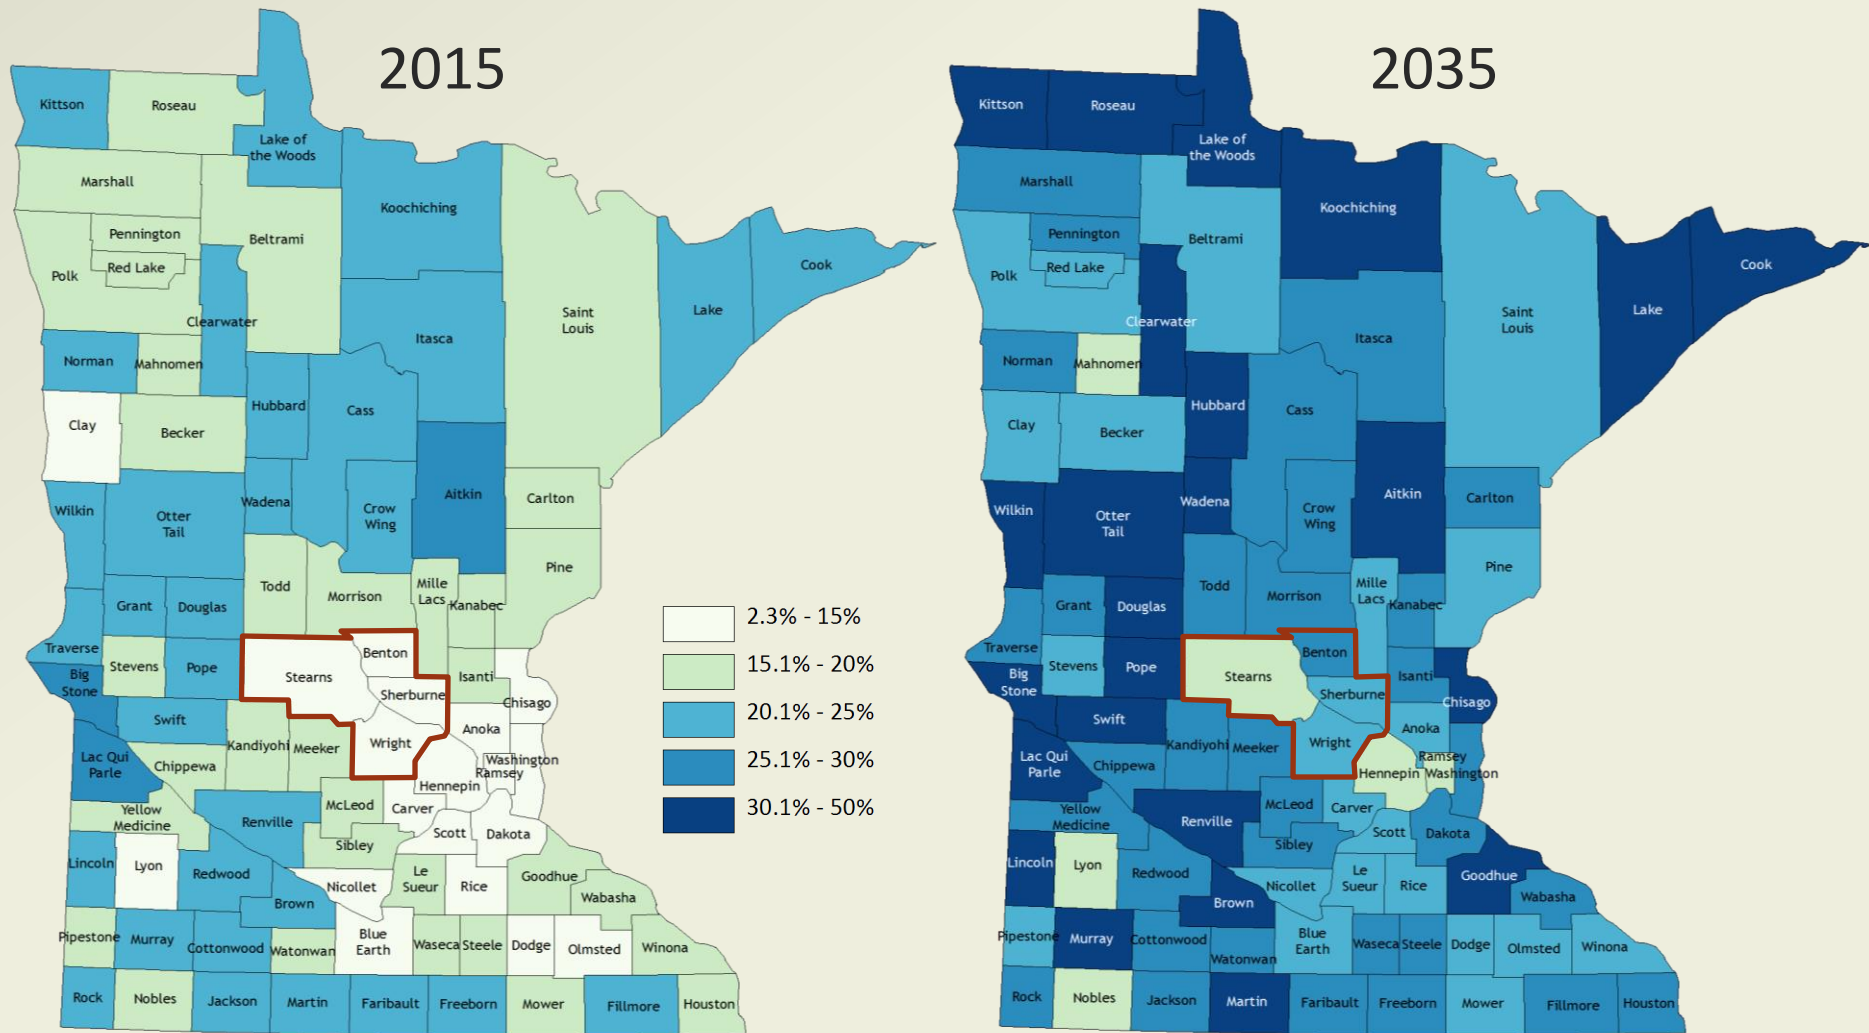 2015
Kittson
Roseau
Lake of
the Woods
Marshall
Koochiching
Pennington
Beltrami
Red Lake
Polk
Cook
Lake
Saint
Louis
Clearwater
Itasca
Norman
Mahnomen
Hubbard
Cass
Clay
Becker
Aitkin
Carlton
Wadena
Crow
Wing
Wilkin
Otter
Tail
Pine
Todd
Morrison
Mille
Lacs
Kanabec
Grant
Douglas
Traverse
Stevens
Pope
Benton
Big
Stone
Stearns
Isanti
Sherburne
Chisago
Swift
Anoka
Kandiyohi
Meeker
Wright
Lac Qui
Parle
Chippewa
Washington
Ramsey
Hennepin
Yellow
Medicine
McLeod
Carver
Renville
Scott
Dakota
Sibley
Lincoln
Lyon
Redwood
Nicollet
Le
Sueur
Rice
Goodhue
Wabasha
Brown
Pipestone
Murray
Cottonwood
Watonwan
Blue
Earth
Waseca
Steele
Dodge
Olmsted
Winona
Rock
Nobles
Jackson
Martin
Faribault
Freeborn
Mower
Fillmore
Houston
2.3% - 15%
15.1% - 20%
20.1% - 25%
25.1% - 30%
30.1% - 50%
2035
Kittson
Roseau
Lake of
the Woods
Marshall
Koochiching
Pennington
Beltrami
Red Lake
Polk
Cook
Lake
Saint
Louis
Clearwater
Itasca
Norman
Mahnomen
Hubbard
Cass
Clay
Becker
Aitkin
Carlton
Wadena
Crow
Wing
Wilkin
Otter
Tail
Pine
Todd
Morrison
Mille
Lacs
Kanabec
Grant
Douglas
Traverse
Stevens
Pope
Benton
Big
Stone
Stearns
Isanti
Sherburne
Chisago
Swift
Anoka
Kandiyohi
Meeker
Wright
Lac Qui
Parle
Chippewa
Ramsey
Washington
Hennepin
Yellow
Medicine
McLeod
Carver
Renville
Scott
Dakota
Sibley
Lincoln
Lyon
Redwood
Nicollet
Le
Sueur
Rice
Goodhue
Wabasha
Brown
Pipestone
Murray
Cottonwood
Watonwan
Blue
Earth
Waseca
Steele
Dodge
Olmsted
Winona
Rock
Nobles
Jackson
Martin
Faribault
Freeborn
Mower
Fillmore
Houston